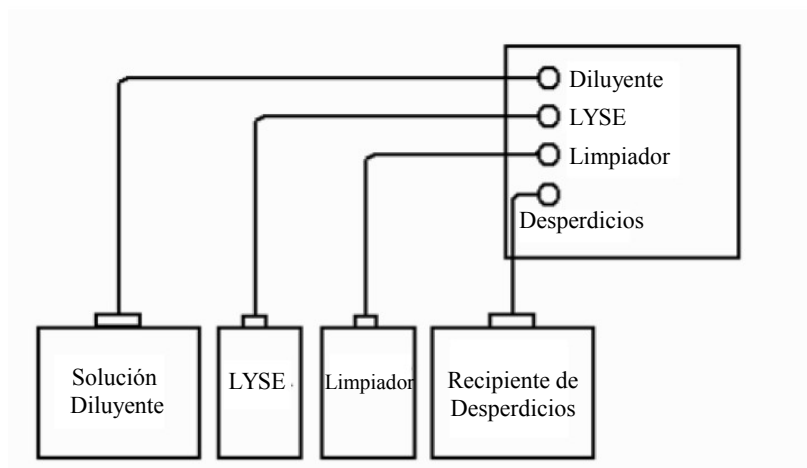 Diluyente
LYSE
Limpiador
Desperdicios
Solución
Diluyente
LYSE
Limpiador
Recipiente de
Desperdicios